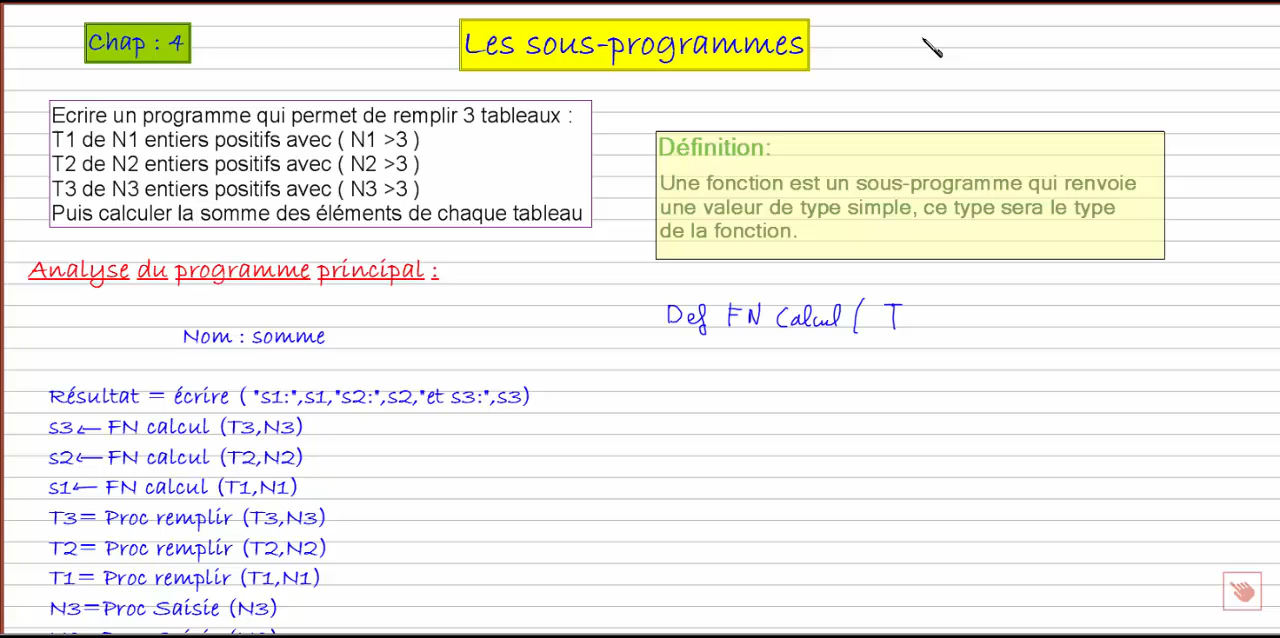 Chap : 4
Les sous-programmes
Ecrire un programme qui permet de remplir 3 tableaux :
T1 de N1 entiers positifs avec ( N1 >3 )
T2 de N2 entiers positifs avec ( N2 >3 )
T3 de N3 entiers positifs avec ( N3 >3 )
Puis calculer la somme des éléments de chaque tableau
Définition:
Une fonction est un sous-programme qui renvoie
une valeur de type simple, ce type sera le type
de la fonction.
Analyse du programme principal :
Def FN Calcul ( T
Nom : somme
Résultat = écrire ( "s1:",s1,"s2:",s2,"et s3:",s3)
s3← FN calcul (T3,N3)
s2← FN calcul (T2,N2)
s1← FN calcul (T1,N1)
T3= Proc remplir (T3,N3)
T2= Proc remplir (T2,N2)
T1= Proc remplir (T1,N1)
N3=Proc Saisie (N3)